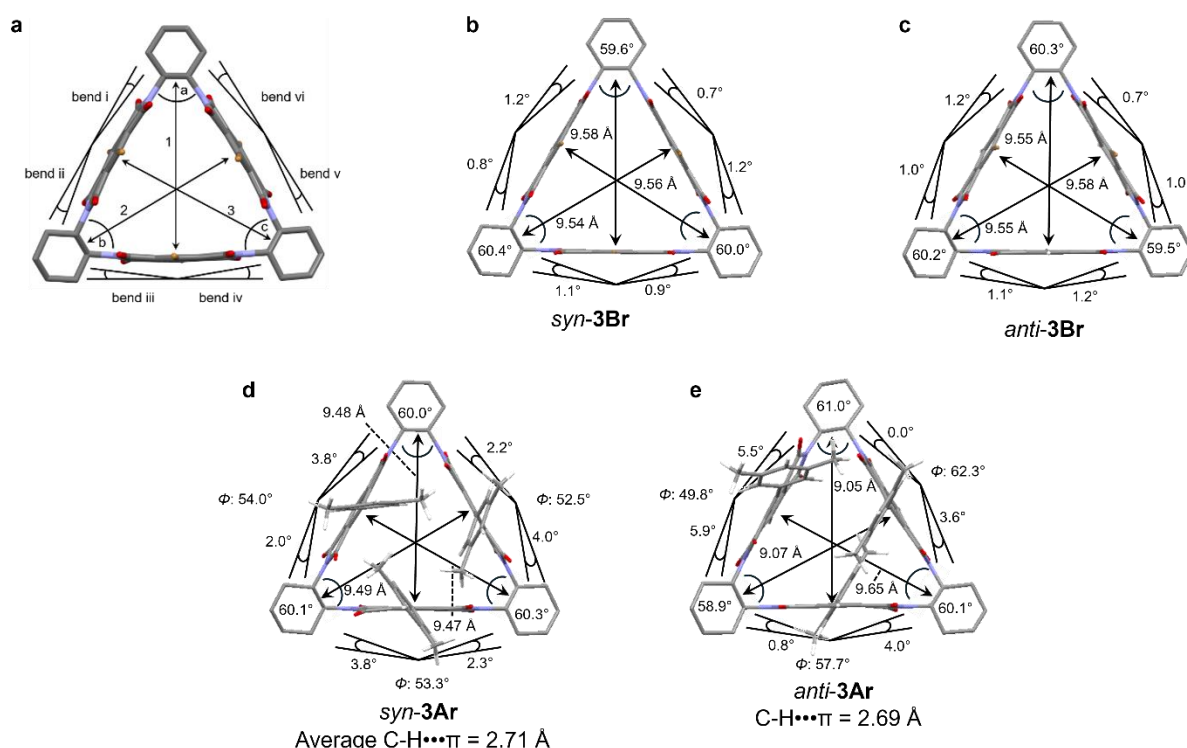 a
bend i
bend vi
a
1
bend ii
bend v
2
3
b
c
bend iii
bend iv
b
59.6°
1.2°
0.7°
9.58 Å
0.8°
1.2°
9.56 Å
9.54 Å
60.4°
60.0°
1.1°
0.9°
syn-3Br
c
60.3°
1.2°
0.7°
9.55 Å
1.0°
1.0
9.58 Å
9.55 Å
60.2°
59.5°
1.1°
1.2°
anti-3Br
d
9.48 Å
60.0°
3.8°
2.2°
Φ: 54.0°
Φ: 52.5°
2.0°
4.0°
9.49 Å
60.1°
60.3°
9.47 Å
3.8°
2.3°
Φ: 53.3°
syn-3Ar
Average C-H•••π = 2.71 Å
e
61.0°
5.5°
0.0°
Φ: 62.3°
Φ: 49.8°
9.05 Å
5.9°
3.6°
9.07 Å
9.65 Å
58.9°
60.1°
0.8°
4.0°
Φ: 57.7°
anti-3Ar
C-H•••π = 2.69 Å